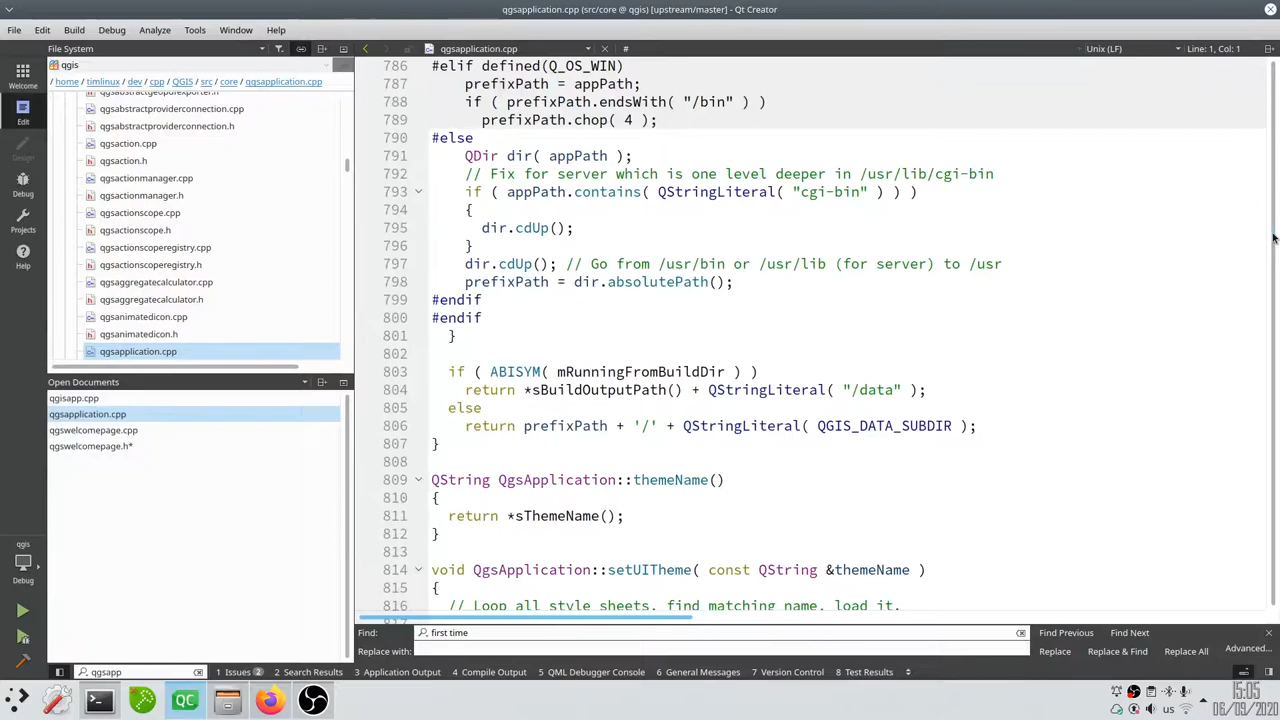 qgsapplication.cpp (src/core @ qgis) [upstream/master] - Qt Creator
File Edit Build Debug Analyze Tools Window Help
File System
qgsapplication.cpp
#
Unix (LF)
Line: 1, Col: 1
qgis
/ home / timlinux / dev / cpp / QGIS / src / core / qgsapplication.cpp
qgsabstractgeopdfexporter.h
qgsabstractproviderconnection.cpp
qgsabstractproviderconnection.h
qgsaction.cpp
qgsaction.h
qgsactionmanager.cpp
qgsactionmanager.h
qgsactionscope.cpp
qgsactionscope.h
qgsactionscoperegistry.cpp
qgsactionscoperegistry.h
qgsaggregatecalculator.cpp
qgsaggregatecalculator.h
qgsanimatedicon.cpp
qgsanimatedicon.h
qgsapplication.cpp
Open Documents
qgisapp.cpp
qgsapplication.cpp
qgswelcomepage.cpp
qgswelcomepage.h*
Welcome
Edit
Design
Debug
Projects
Help
qgis
Debug
786 #elif defined(Q_OS_WIN)
787 prefixPath = appPath;
788 if ( prefixPath.endsWith( "/bin" ) )
789 prefixPath.chop( 4 );
790 #else
791 QDir dir( appPath );
792 // Fix for server which is one level deeper in /usr/lib/cgi-bin
793 if ( appPath.contains( QStringLiteral( "cgi-bin" ) ) )
794 {
795 dir.cdUp();
796 }
797 dir.cdUp(); // Go from /usr/bin or /usr/lib (for server) to /usr
798 prefixPath = dir.absolutePath();
799 #endif
800 #endif
801 }
802
803 if ( ABISYM( mRunningFromBuildDir ) )
804 return *sBuildOutputPath() + QStringLiteral( "/data" );
805 else
806 return prefixPath + '/' + QStringLiteral( QGIS_DATA_SUBDIR );
807 }
808
809 QString QgsApplication::themeName()
810 {
811 return *sThemeName();
812 }
813
814 void QgsApplication::setUITheme( const QString &themeName )
815 {
816 // Loop all style sheets, find matching name, load it.
817
Find: first time
Find Previous Find Next
Replace with:
Replace Replace & Find Replace All Advanced...
qgsapp
1 Issues 2 2 Search Results 3 Application Output 4 Compile Output 5 QML Debugger Console 6 General Messages 7 Version Control 8 Test Results
QC
us
15:05
06/09/2020